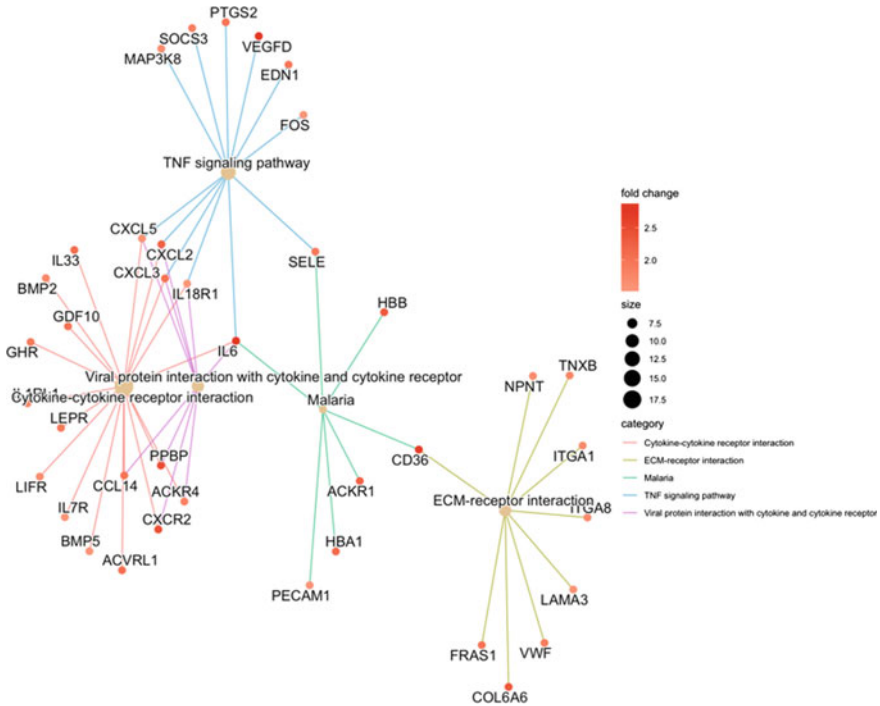 PTGS2
SOCS3
VEGFD
MAP3K8
EDN1
FOS
TNF signaling pathway
CXCL5
CXCL2
IL33
CXCL3
SELE
BMP2
IL18R1
GDF10
HBB
GHR
IL6
Viral protein interaction with cytokine and cytokine receptor
Cytokine-cytokine receptor interaction
Malaria
LEPR
PPBP
LIFR
CCL14
ACKR4
IL7R
CXCR2
BMP5
ACVRL1
CD36
ACKR1
HBA1
PECAM1
TNXB
NPNT
ITGA1
ECM-receptor interaction
ITGA8
LAMA3
FRAS1
VWF
COL6A6
fold change
2.5
2.0
size
7.5
10.0
12.5
15.0
17.5
category
Cytokine-cytokine receptor interaction
ECM-receptor interaction
Malaria
TNF signaling pathway
Viral protein interaction with cytokine and cytokine receptor